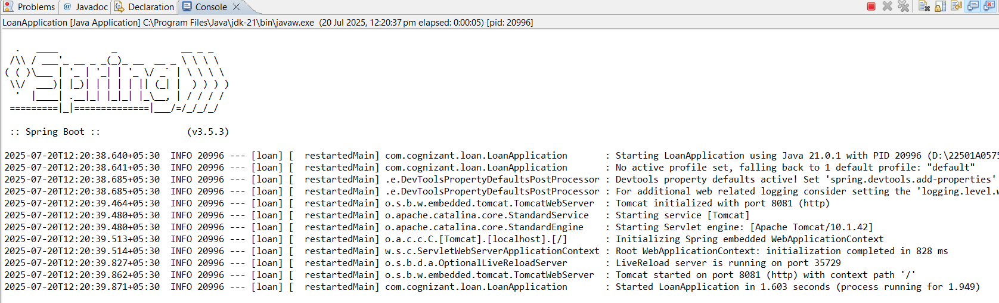 Problems @ Javadoc Declaration Console
LoanApplication [Java Application] C:\Program Files\Java\jdk-21\bin\javaw.exe (20 Jul 2025, 12:20:37 pm elapsed: 0:00:05) [pid: 20996]
  .   ____          _            __ _ _
 /\\ / ___'_ __ _ _(_)_ __  __ _ \ \ \ \
( ( )\___ | '_ | '_| | '_ \/ _` | \ \ \ \
 \\/  ___)| |_)| | | | | || (_| |  ) ) ) )
  '  |____| .__|_| |_|_| |_\__, | / / / /
 =========|_|==============|___/=/_/_/_/
 :: Spring Boot ::                (v3.5.3)
2025-07-20T12:20:38.640+05:30  INFO 20996 --- [loan] [  restartedMain] com.cognizant.loan.LoanApplication       : Starting LoanApplication using Java 21.0.1 with PID 20996 (D:\22501A0575
2025-07-20T12:20:38.641+05:30  INFO 20996 --- [loan] [  restartedMain] com.cognizant.loan.LoanApplication       : No active profile set, falling back to 1 default profile: "default"
2025-07-20T12:20:38.685+05:30  INFO 20996 --- [loan] [  restartedMain] .e.DevToolsPropertyDefaultsPostProcessor : Devtools property defaults active! Set 'spring.devtools.add-properties'
2025-07-20T12:20:38.685+05:30  INFO 20996 --- [loan] [  restartedMain] .e.DevToolsPropertyDefaultsPostProcessor : For additional web related logging consider setting the 'logging.level.w
2025-07-20T12:20:39.464+05:30  INFO 20996 --- [loan] [  restartedMain] o.s.b.w.embedded.tomcat.TomcatWebServer  : Tomcat initialized with port 8081 (http)
2025-07-20T12:20:39.480+05:30  INFO 20996 --- [loan] [  restartedMain] o.apache.catalina.core.StandardService   : Starting service [Tomcat]
2025-07-20T12:20:39.480+05:30  INFO 20996 --- [loan] [  restartedMain] o.apache.catalina.core.StandardEngine    : Starting Servlet engine: [Apache Tomcat/10.1.42]
2025-07-20T12:20:39.513+05:30  INFO 20996 --- [loan] [  restartedMain] o.a.c.c.C.[Tomcat].[localhost].[/]       : Initializing Spring embedded WebApplicationContext
2025-07-20T12:20:39.514+05:30  INFO 20996 --- [loan] [  restartedMain] w.s.c.ServletWebServerApplicationContext : Root WebApplicationContext: initialization completed in 828 ms
2025-07-20T12:20:39.827+05:30  INFO 20996 --- [loan] [  restartedMain] o.s.b.d.a.OptionalLiveReloadServer       : LiveReload server is running on port 35729
2025-07-20T12:20:39.862+05:30  INFO 20996 --- [loan] [  restartedMain] o.s.b.w.embedded.tomcat.TomcatWebServer  : Tomcat started on port 8081 (http) with context path '/'
2025-07-20T12:20:39.871+05:30  INFO 20996 --- [loan] [  restartedMain] com.cognizant.loan.LoanApplication       : Started LoanApplication in 1.603 seconds (process running for 1.949)